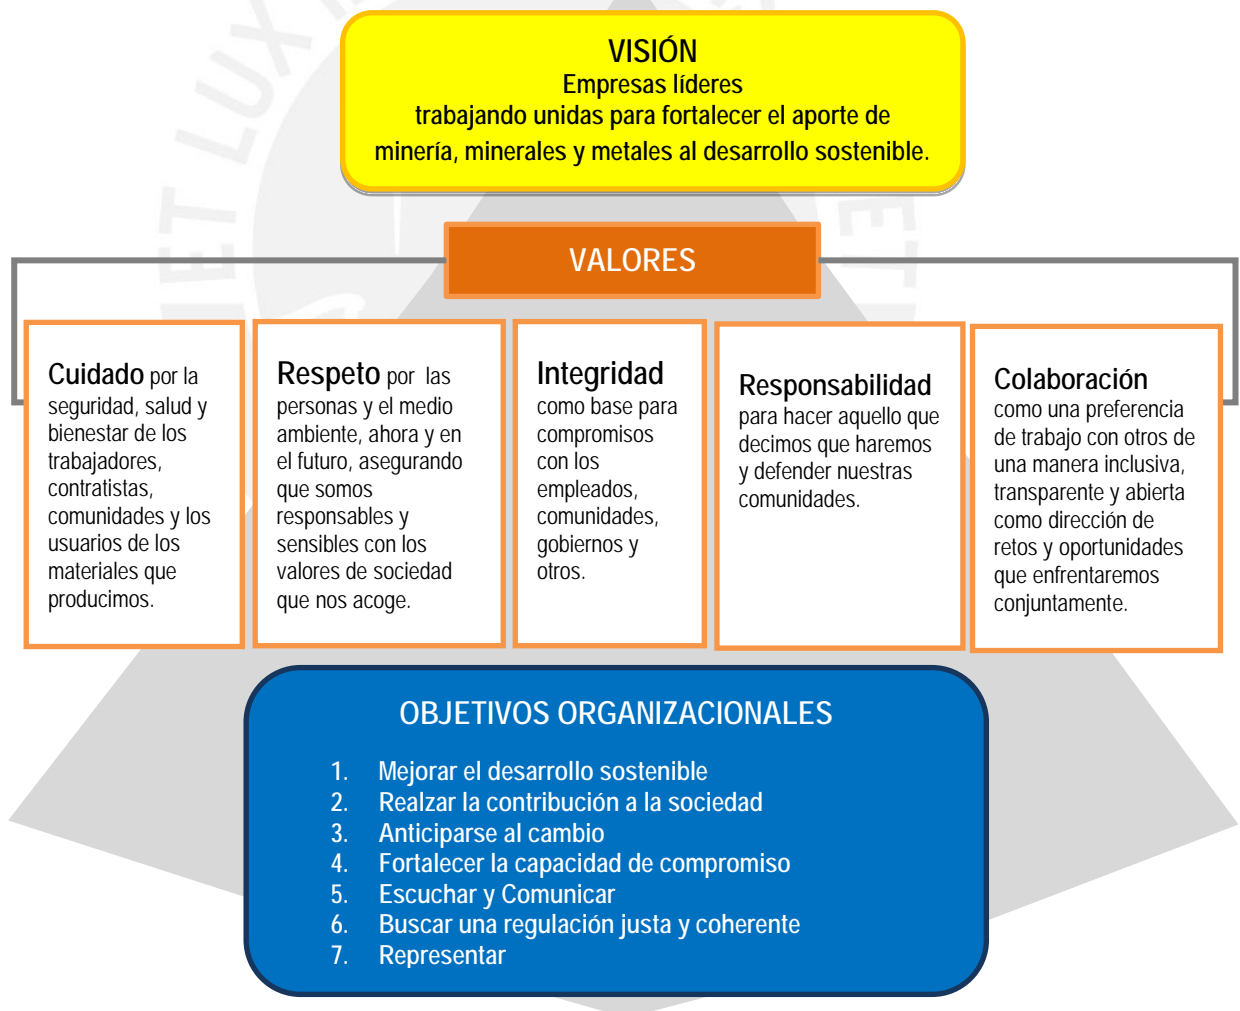 VISIÓN
Empresas líderes
trabajando unidas para fortalecer el aporte de
minería, minerales y metales al desarrollo sostenible.
VALORES
Cuidado por la
seguridad, salud y
bienestar de los
trabajadores,
contratistas,
comunidades y los
usuarios de los
materiales que
producimos.
Respeto por las
personas y el medio
ambiente, ahora y en
el futuro, asegurando
que somos
responsables y
sensibles con los
valores de sociedad
que nos acoge.
Integridad
como base para
compromisos
con los
empleados,
comunidades,
gobiernos y
otros.
Responsabilidad
para hacer aquello que
decimos que haremos
y defender nuestras
comunidades.
Colaboración
como una preferencia
de trabajo con otros de
una manera inclusiva,
transparente y abierta
como dirección de
retos y oportunidades
que enfrentaremos
conjuntamente.
OBJETIVOS ORGANIZACIONALES
1. Mejorar el desarrollo sostenible
2. Realzar la contribución a la sociedad
3. Anticiparse al cambio
4. Fortalecer la capacidad de compromiso
5. Escuchar y Comunicar
6. Buscar una regulación justa y coherente
7. Representar
ET LUX
ET